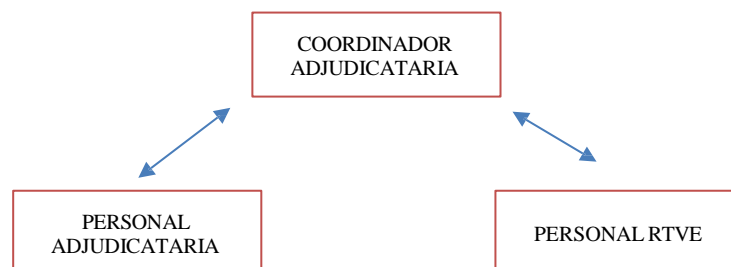 COORDINADOR
ADJUDICATARIA
PERSONAL
ADJUDICATARIA
PERSONAL RTVE